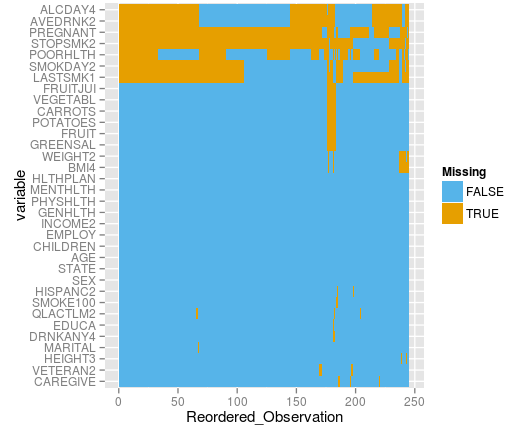 ALCDAY4
AVEDRNK2
PREGNANT
STOPSMK2
POORHLTH
SMOKDAY2
LASTSMK1
FRUITJUI
VEGETABL
CARROTS
POTATOES
FRUIT
GREENSAL
WEIGHT2
BMI4
HLTHPLAN
MENTHLTH
PHYSHLTH
GENHLTH
INCOME2
EMPLOY
CHILDREN
AGE
STATE
SEX
HISPANC2
SMOKE100
QLACTLM2
EDUCA
DRNKANY4
MARITAL
HEIGHT3
VETERAN2
CAREGIVE
variable
0 50 100 150 200 250
Reordered_Observation
Missing
FALSE
TRUE